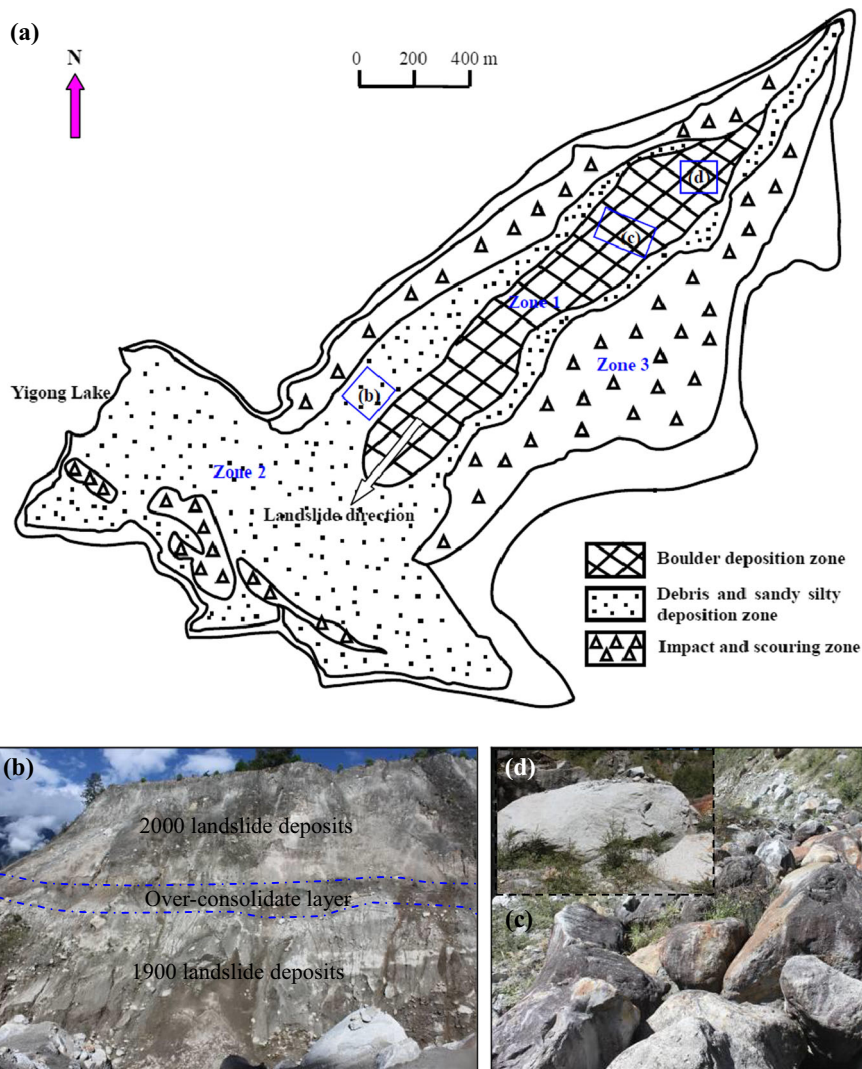 (a)
N
0 200 400 m
(d)
(c)
Zone 1
Zone 3
Yigong Lake
(b)
Zone 2
Landslide direction
Boulder deposition zone
Debris and sandy silty
deposition zone
Impact and scouring zone
(b)
2000 landslide deposits
Over-consolidate layer
1900 landslide deposits
(d)
(c)